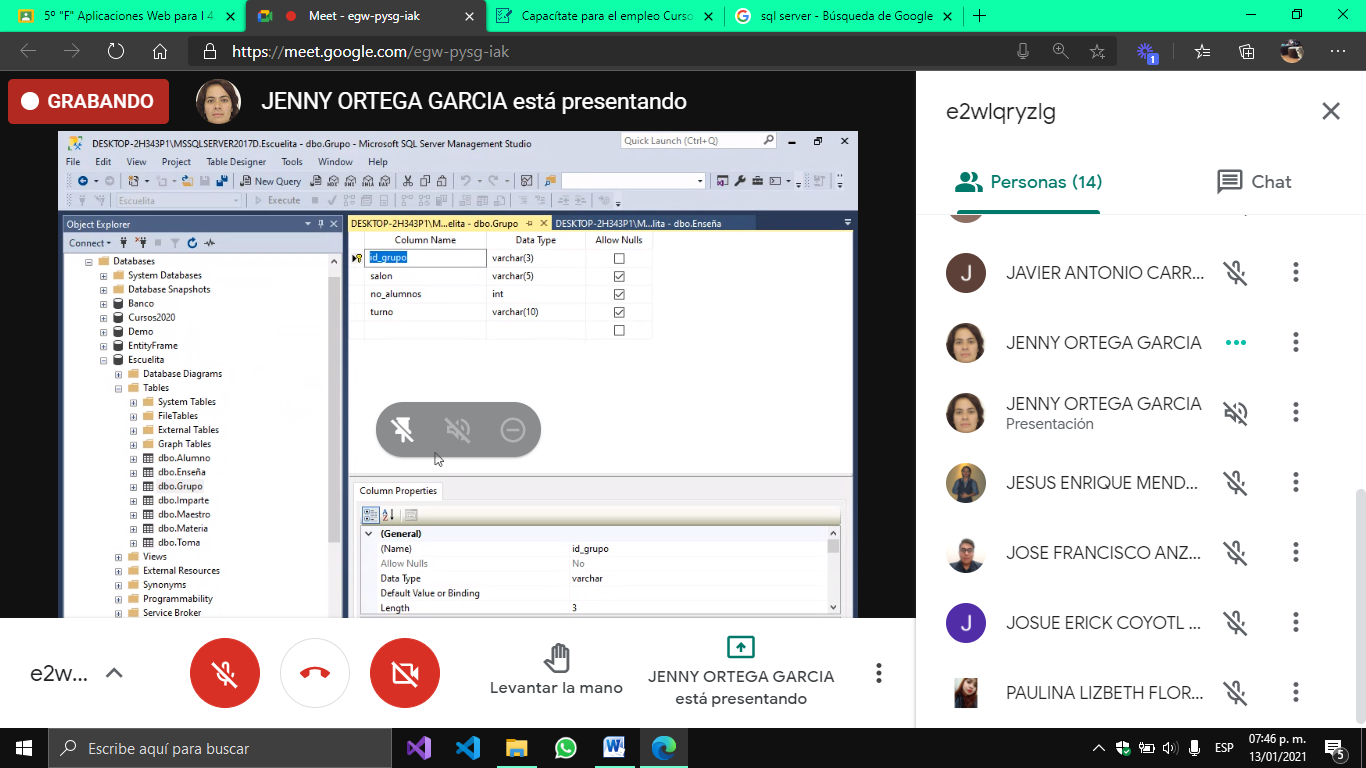 5º "F" Aplicaciones Web para I 4.
Meet - egw-pysg-iak
Capacítate para el empleo Curso
sql server - Búsqueda de Google
https://meet.google.com/egw-pysg-iak
1
GRABANDO
JENNY ORTEGA GARCIA está presentando
DESKTOP-2H343P1\MSSQLSERVER2017D.Escuelita - dbo.Grupo - Microsoft SQL Server Management Studio
Quick Launch (Ctrl+Q)
File Edit View Project Table Designer Tools Window Help
New Query
Escuelita
Execute
Object Explorer
Connect
Databases
System Databases
Database Snapshots
Banco
Cursos2020
Demo
EntityFrame
Escuelita
Database Diagrams
Tables
System Tables
FileTables
External Tables
Graph Tables
dbo.Alumno
dbo.Enseña
dbo.Grupo
dbo.Imparte
dbo.Maestro
dbo.Materia
dbo.Toma
Views
External Resources
Synonyms
Programmability
Service Broker
DESKTOP-2H343P1\M...elita - dbo.Grupo
DESKTOP-2H343P1\M...lita - dbo.Enseña
Column Name Data Type Allow Nulls
id_grupo varchar(3)
salon varchar(5)
no_alumnos int
turno varchar(10)
Column Properties
(General)
(Name) id_grupo
Allow Nulls No
Data Type varchar
Default Value or Binding
Length 3
e2wlqryzlg
Personas (14)
Chat
JAVIER ANTONIO CARR...
JENNY ORTEGA GARCIA
JENNY ORTEGA GARCIA
Presentación
JESUS ENRIQUE MEND...
JOSE FRANCISCO ANZ...
JOSUE ERICK COYOTL ...
PAULINA LIZBETH FLOR...
J
J
e2w...
Levantar la mano
JENNY ORTEGA GARCIA
está presentando
Escribe aquí para buscar
ESP
07:46 p. m.
13/01/2021
5